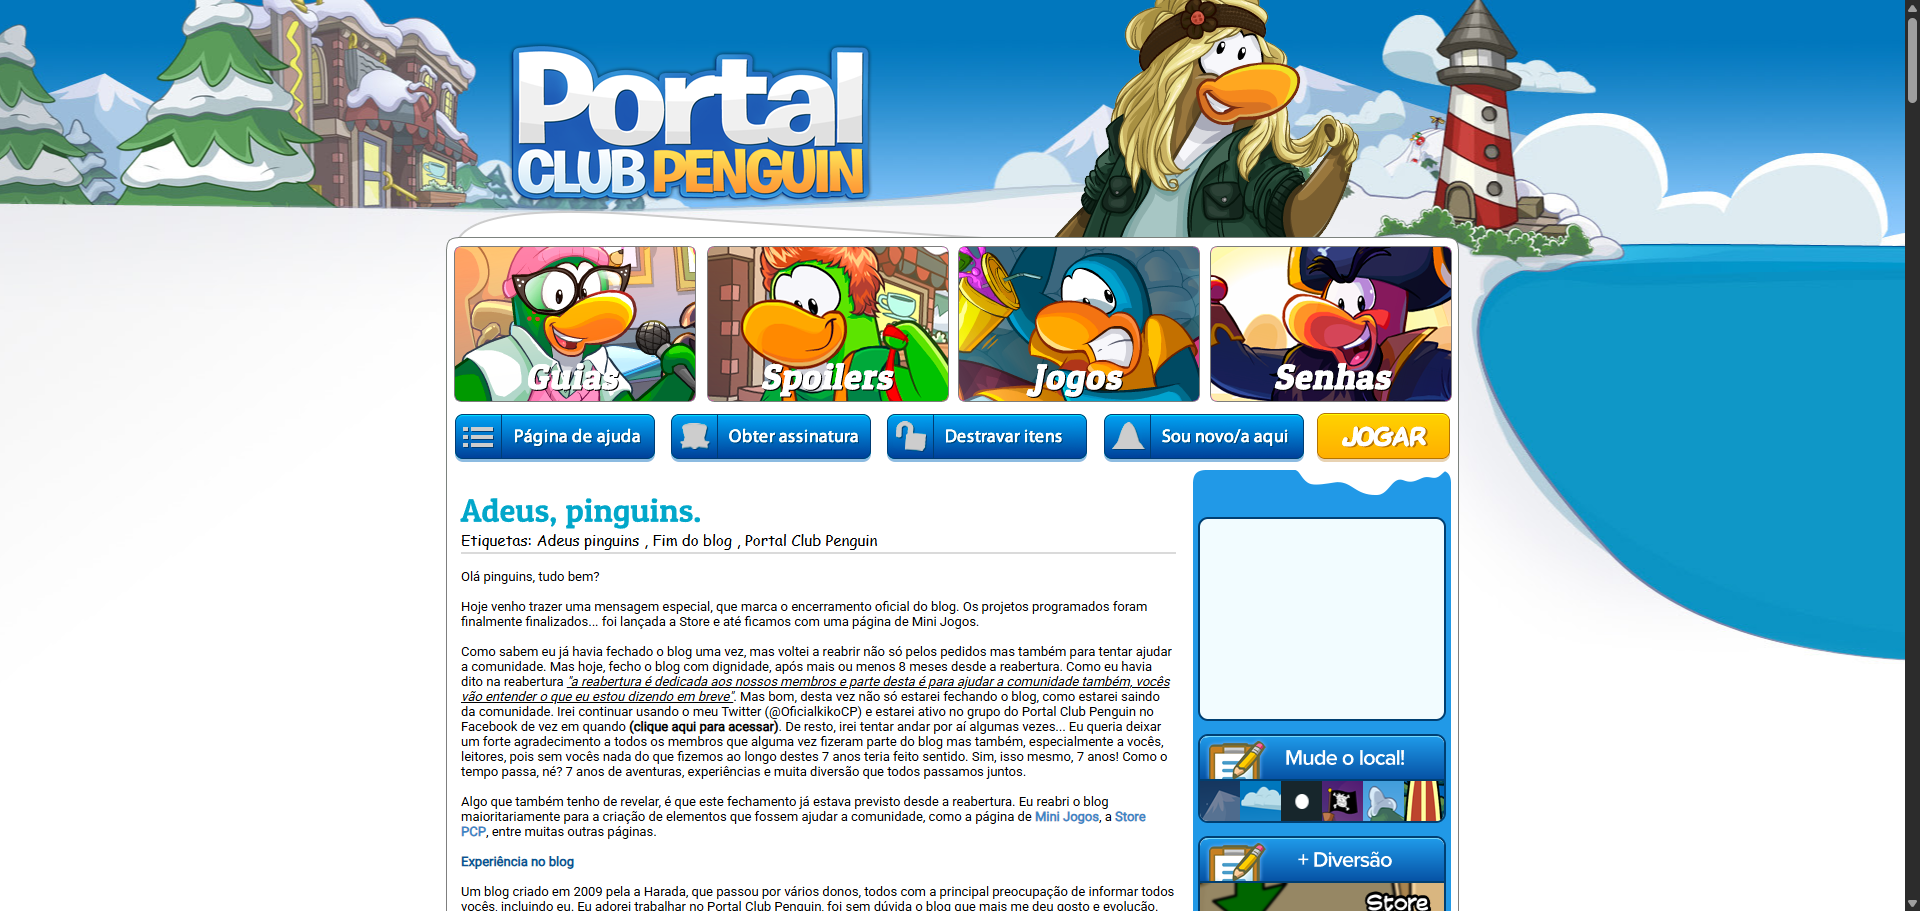 Portal
CLUB PENGUIN
Guias
Spoilers
Jogos
Senhas
Página de ajuda
Obter assinatura
Destravar itens
Sou novo/a aqui
JOGAR
Adeus, pinguins.
Etiquetas: Adeus pinguins , Fim do blog , Portal Club Penguin
Olá pinguins, tudo bem?
Hoje venho trazer uma mensagem especial, que marca o encerramento oficial do blog. Os projetos programados foram
finalmente finalizados... foi lançada a Store e até ficamos com uma página de Mini Jogos.
Como sabem eu já havia fechado o blog uma vez, mas voltei a reabrir não só pelos pedidos mas também para tentar ajudar
a comunidade. Mas hoje, fecho o blog com dignidade, após mais ou menos 8 meses desde a reabertura. Como eu havia
dito na reabertura "a reabertura é dedicada aos nossos membros e parte desta é para ajudar a comunidade também, vocês
vão entender o que eu estou dizendo em breve". Mas bom, desta vez não só estarei fechando o blog, como estarei saindo
da comunidade. Irei continuar usando o meu Twitter (@OficialkikoCP) e estarei ativo no grupo do Portal Club Penguin no
Facebook de vez em quando (clique aqui para acessar). De resto, irei tentar andar por aí algumas vezes... Eu queria deixar
um forte agradecimento a todos os membros que alguma vez fizeram parte do blog mas também, especialmente a vocês,
leitores, pois sem vocês nada do que fizemos ao longo destes 7 anos teria feito sentido. Sim, isso mesmo, 7 anos! Como o
tempo passa, né? 7 anos de aventuras, experiências e muita diversão que todos passamos juntos.
Algo que também tenho de revelar, é que este fechamento já estava previsto desde a reabertura. Eu reabri o blog
maioritariamente para a criação de elementos que fossem ajudar a comunidade, como a página de Mini Jogos, a Store
PCP, entre muitas outras páginas.
Experiência no blog
Um blog criado em 2009 pela a Harada, que passou por vários donos, todos com a principal preocupação de informar todos
vocês, incluindo eu. Eu adorei trabalhar no Portal Club Penguin, foi sem dúvida o blog que mais me deu gosto e evolução.
Mude o local!
+ Diversão
Store